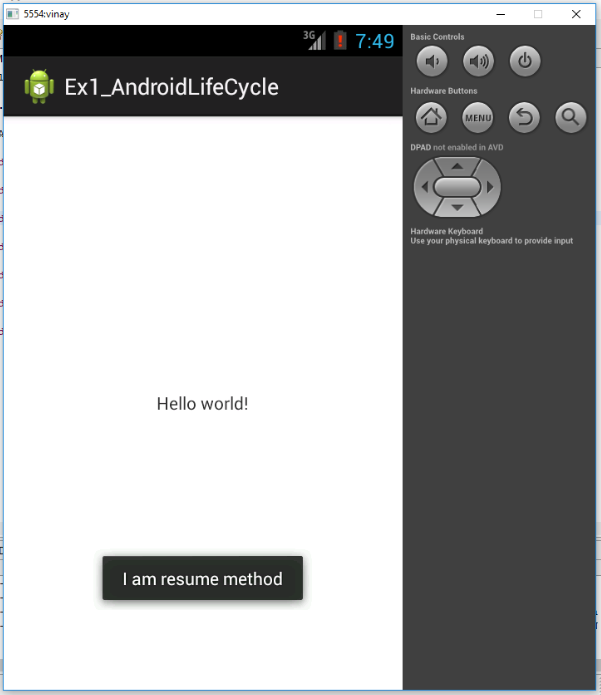 5554:vinay
3G 7:49
Ex1_AndroidLifeCycle
Hello world!
I am resume method
Basic Controls
Hardware Buttons
MENU
DPAD not enabled in AVD
Hardware Keyboard
Use your physical keyboard to provide input